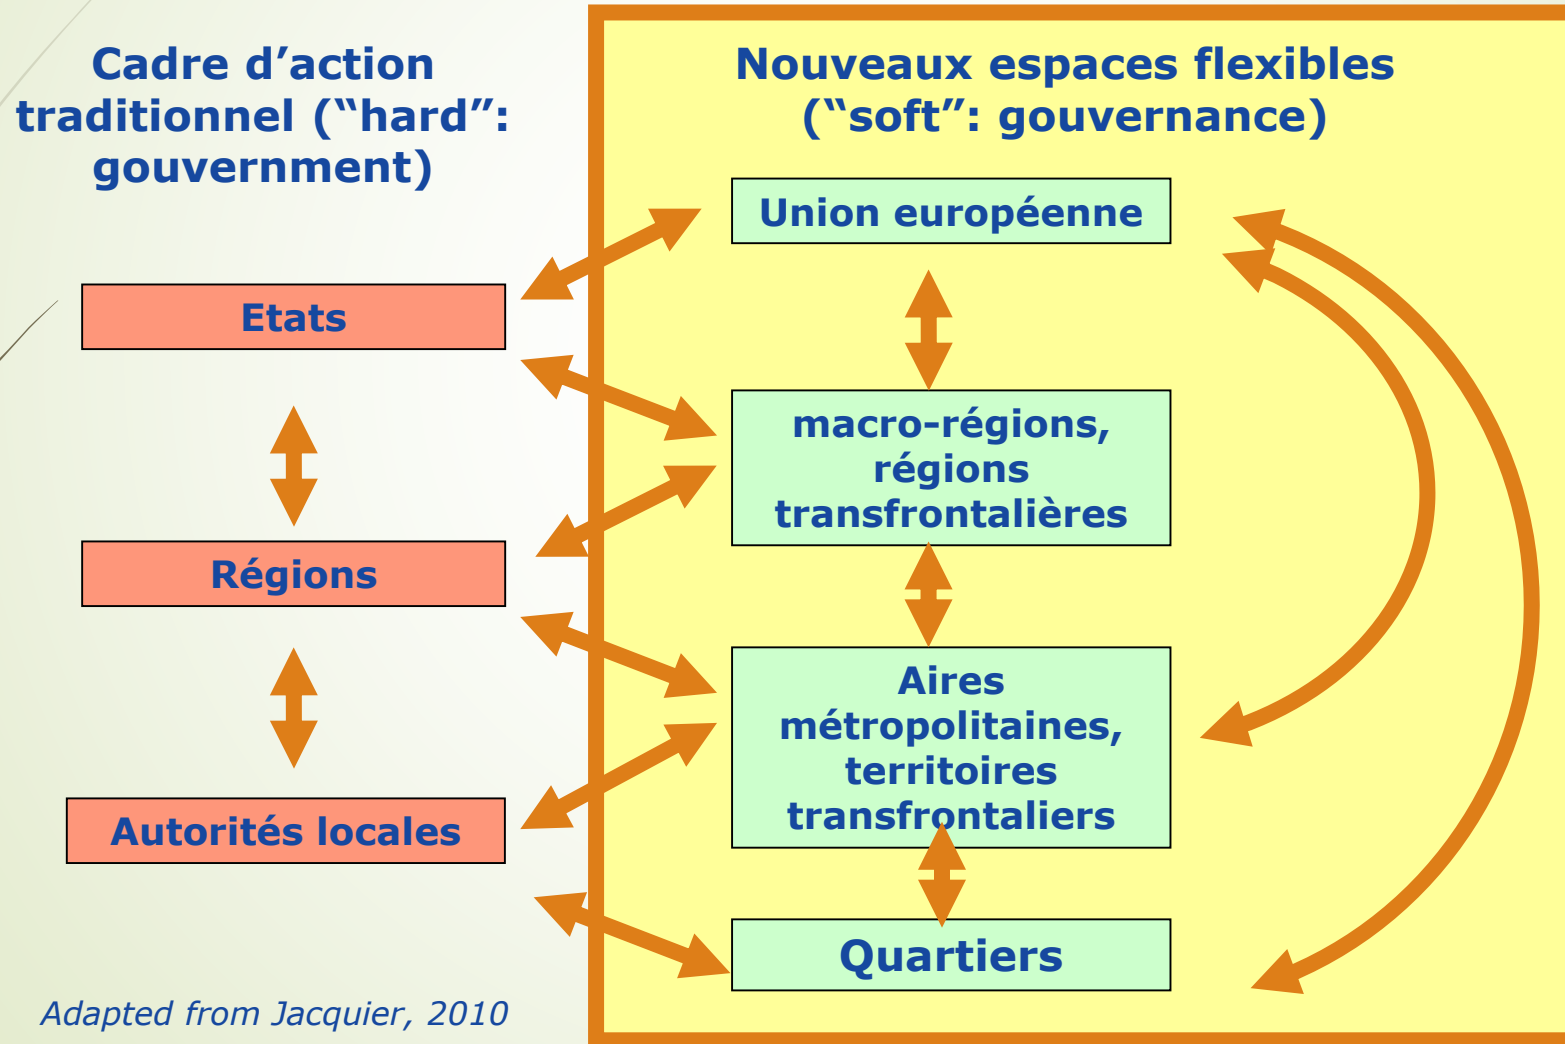 Cadre d’action
traditionnel (“hard”:
gouvernment)
Etats
Régions
Autorités locales
Adapted from Jacquier, 2010
Nouveaux espaces flexibles
(“soft”: gouvernance)
Union européenne
macro-régions,
régions
transfrontalières
Aires
métropolitaines,
territoires
transfrontaliers
Quartiers